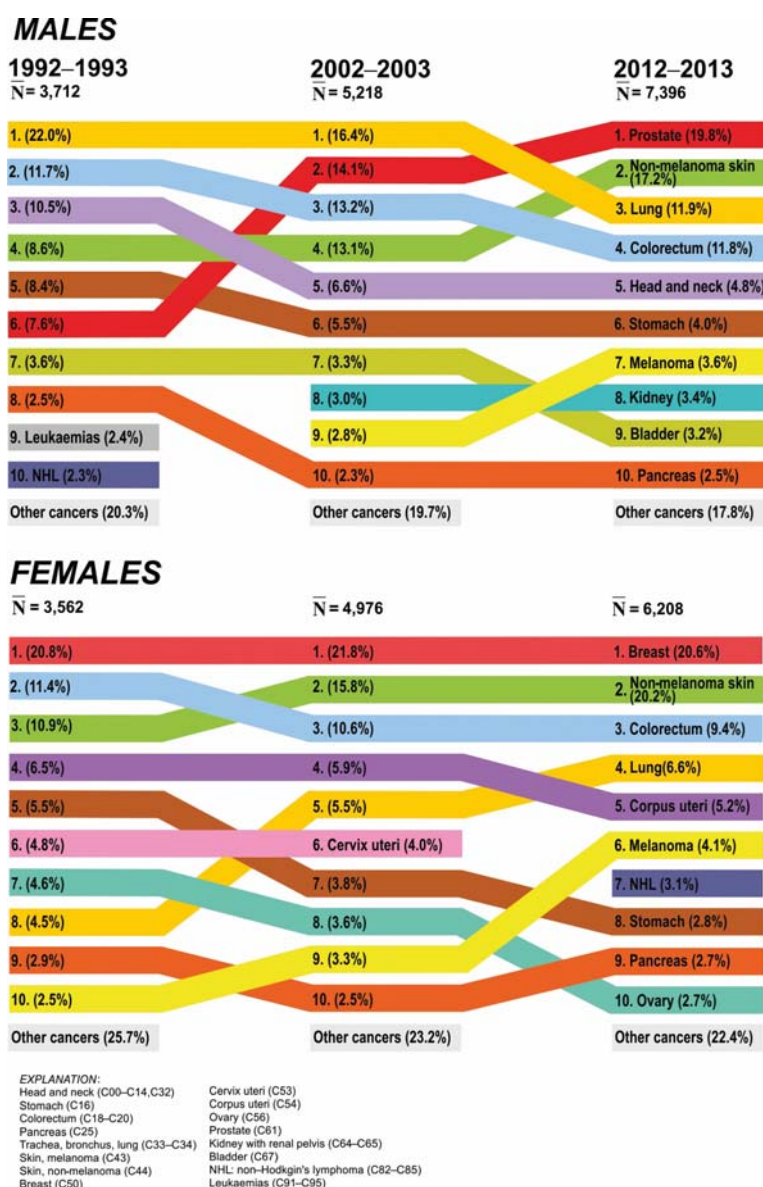 MALES
1992–1993
2002–2003
2012–2013
N̅ = 3,712
N̅ = 5,218
N̅ = 7,396
1. (22.0%)
1. (16.4%)
1. Prostate (19.8%)
2. (11.7%)
2. (14.1%)
2. Non-melanoma skin
(17.2%)
3. (10.5%)
3. (13.2%)
3. Lung (11.9%)
4. (8.6%)
4. (13.1%)
4. Colorectum (11.8%)
5. (8.4%)
5. (6.6%)
5. Head and neck (4.8%)
6. (7.6%)
6. (5.5%)
6. Stomach (4.0%)
7. (3.6%)
7. (3.3%)
7. Melanoma (3.6%)
8. (2.5%)
8. (3.0%)
8. Kidney (3.4%)
9. Leukaemias (2.4%)
9. (2.8%)
9. Bladder (3.2%)
10. NHL (2.3%)
10. (2.3%)
10. Pancreas (2.5%)
Other cancers (20.3%)
Other cancers (19.7%)
Other cancers (17.8%)
FEMALES
N̅ = 3,562
N̅ = 4,976
N̅ = 6,208
1. (20.8%)
1. (21.8%)
1. Breast (20.6%)
2. (11.4%)
2. (15.8%)
2. Non-melanoma skin
(20.2%)
3. (10.9%)
3. (10.6%)
3. Colorectum (9.4%)
4. (6.5%)
4. (5.9%)
4. Lung(6.6%)
5. (5.5%)
5. (5.5%)
5. Corpus uteri (5.2%)
6. (4.8%)
6. Cervix uteri (4.0%)
6. Melanoma (4.1%)
7. (4.6%)
7. (3.8%)
7. NHL (3.1%)
8. (4.5%)
8. (3.6%)
8. Stomach (2.8%)
9. (2.9%)
9. (3.3%)
9. Pancreas (2.7%)
10. (2.5%)
10. (2.5%)
10. Ovary (2.7%)
Other cancers (25.7%)
Other cancers (23.2%)
Other cancers (22.4%)
EXPLANATION:
Head and neck (C00–C14,C32)
Stomach (C16)
Colorectum (C18–C20)
Pancreas (C25)
Trachea, bronchus, lung (C33–C34)
Skin, melanoma (C43)
Skin, non-melanoma (C44)
Breast (C50)
Cervix uteri (C53)
Corpus uteri (C54)
Ovary (C56)
Prostate (C61)
Kidney with renal pelvis (C64–C65)
Bladder (C67)
NHL: non–Hodkgin's lymphoma (C82–C85)
Leukaemias (C91–C95)